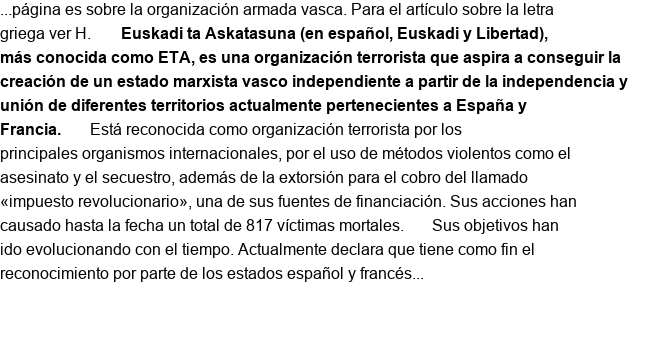 ...página es sobre la organización armada vasca. Para el artículo sobre la letra
griega ver Η. Euskadi ta Askatasuna (en español, Euskadi y Libertad),
más conocida como ETA, es una organización terrorista que aspira a conseguir la
creación de un estado marxista vasco independiente a partir de la independencia y
unión de diferentes territorios actualmente pertenecientes a España y
Francia. Está reconocida como organización terrorista por los
principales organismos internacionales, por el uso de métodos violentos como el
asesinato y el secuestro, además de la extorsión para el cobro del llamado
«impuesto revolucionario», una de sus fuentes de financiación. Sus acciones han
causado hasta la fecha un total de 817 víctimas mortales. Sus objetivos han
ido evolucionando con el tiempo. Actualmente declara que tiene como fin el
reconocimiento por parte de los estados español y francés...